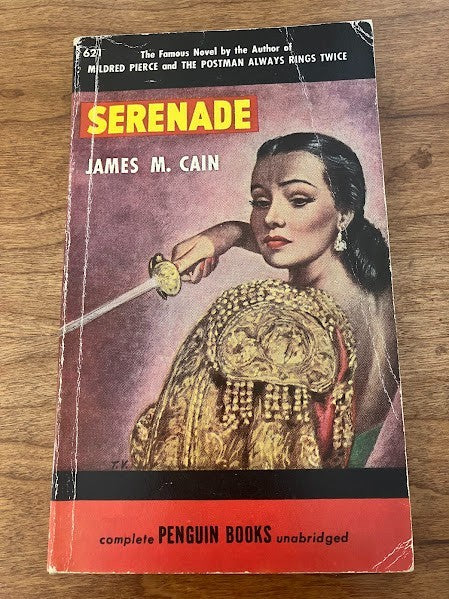 621
The Famous Novel by the Author of
MILDRED PIERCE and THE POSTMAN ALWAYS RINGS TWICE
SERENADE
JAMES M. CAIN
T.V.
complete PENGUIN BOOKS unabridged